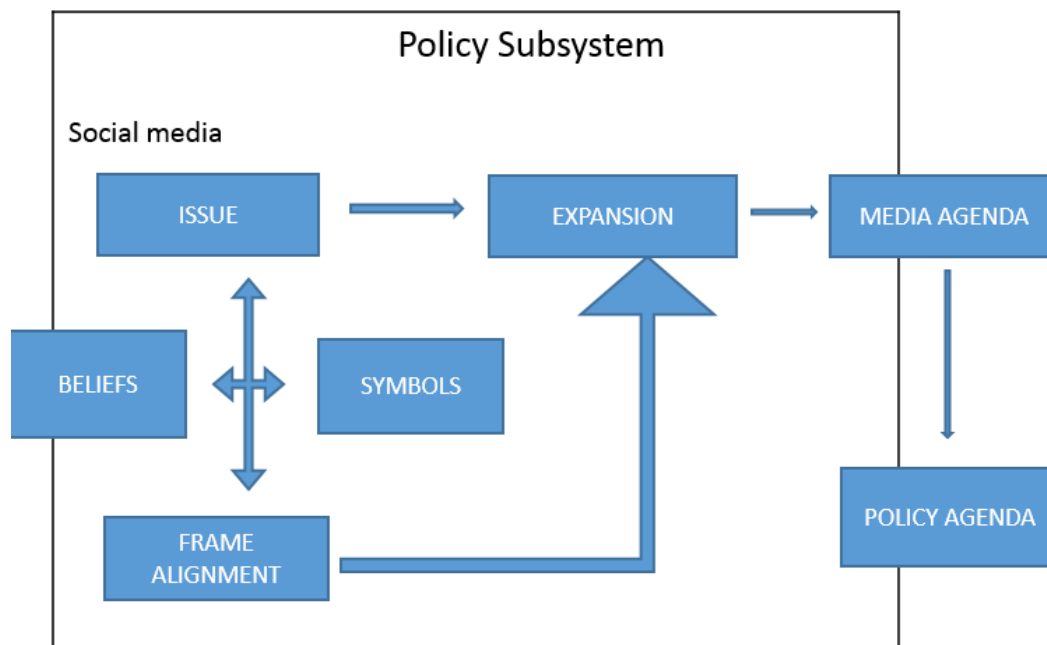 Policy Subsystem
Social media
ISSUE
EXPANSION
MEDIA AGENDA
BELIEFS
SYMBOLS
FRAME
ALIGNMENT
POLICY AGENDA